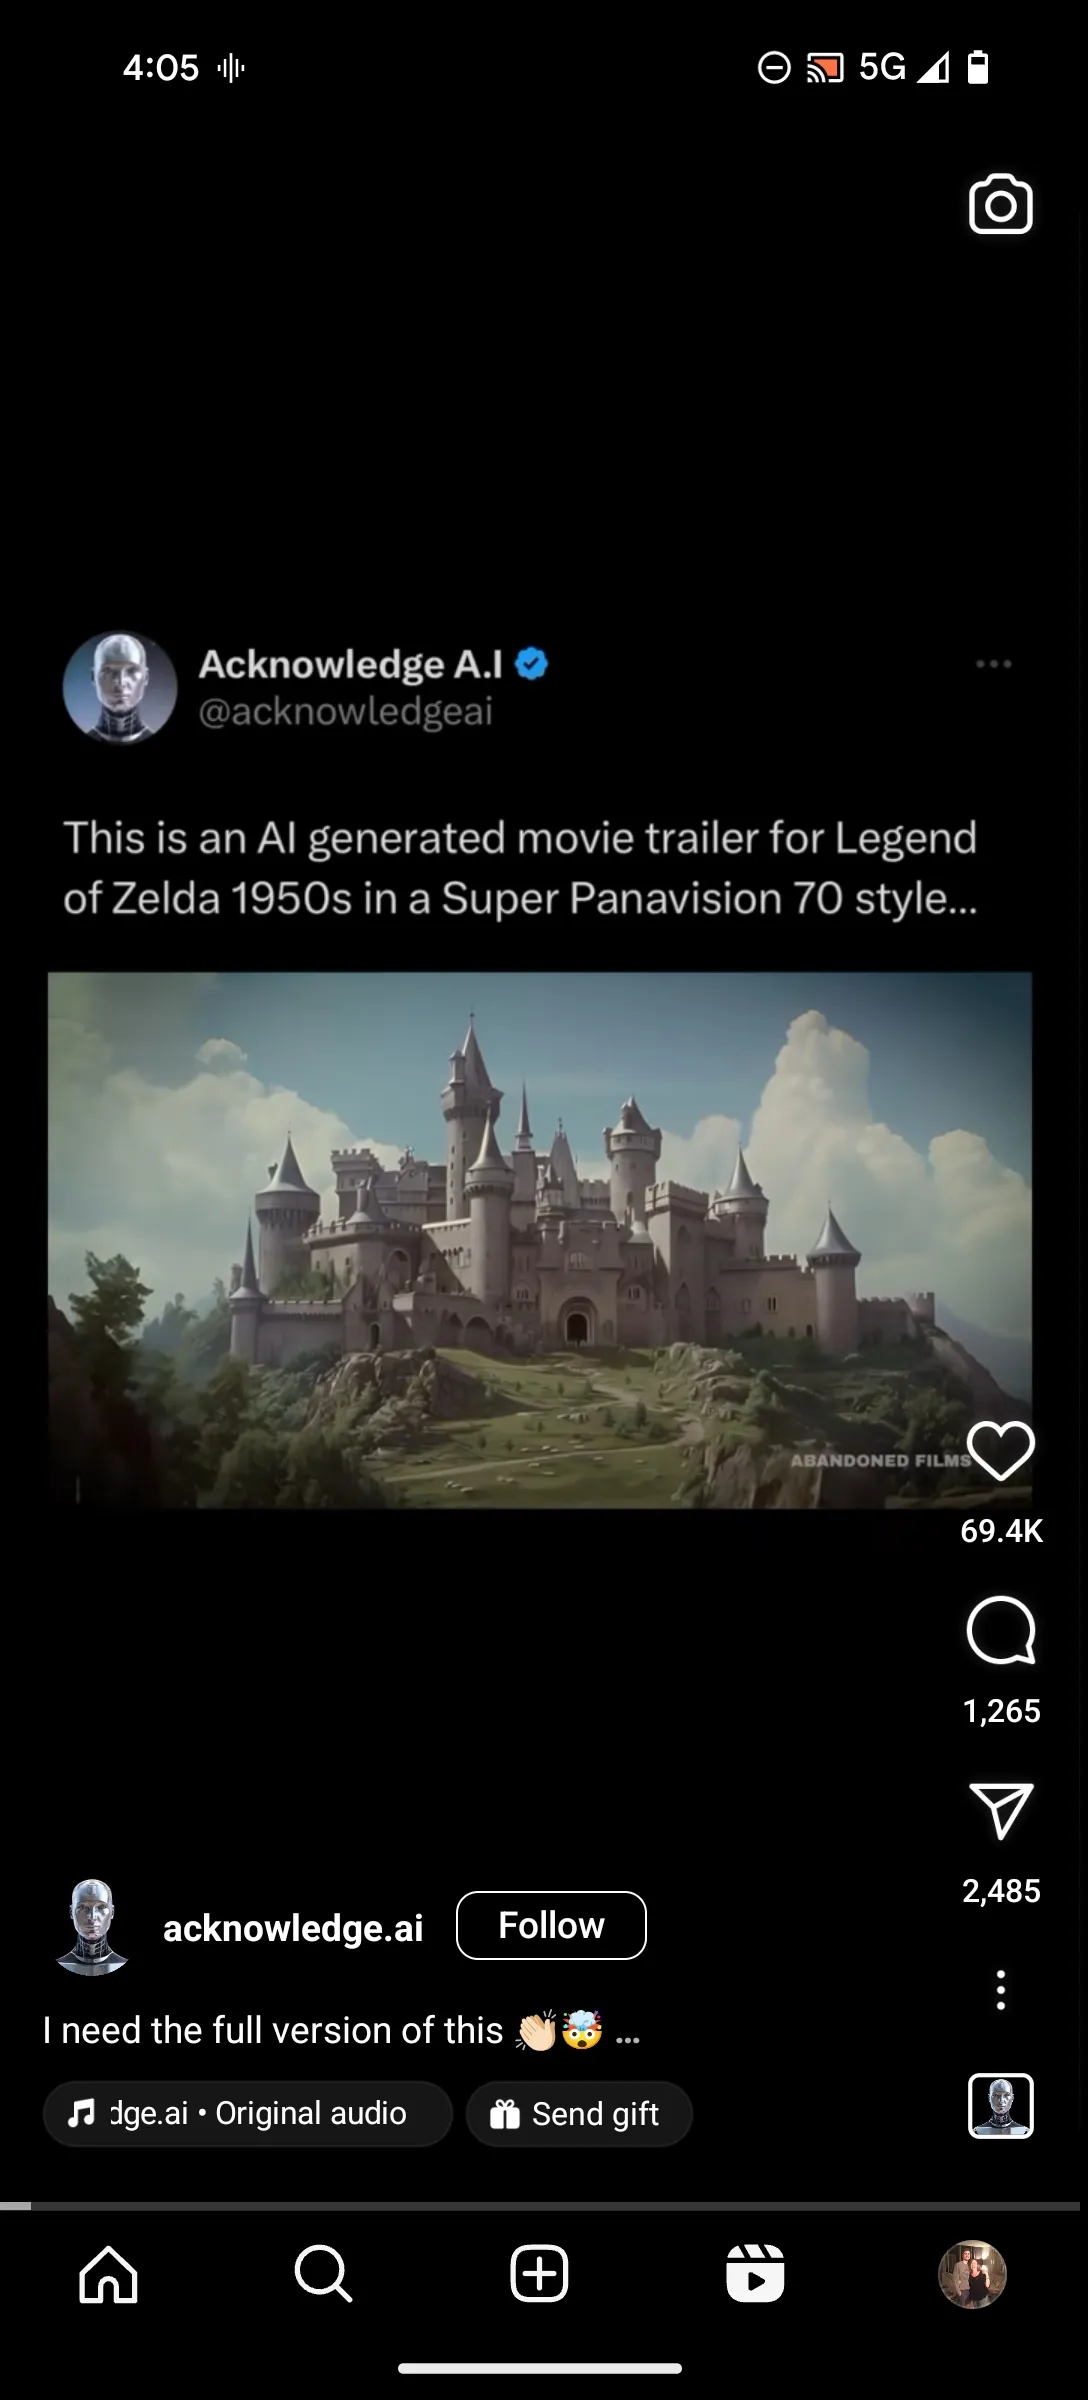 4:05
5G
Acknowledge A.I
@acknowledgeai
This is an AI generated movie trailer for Legend
of Zelda 1950s in a Super Panavision 70 style...
ABANDONED FILMS
69.4K
1,265
2,485
acknowledge.ai
Follow
I need the full version of this 👏🏻🤯 ...
dge.ai • Original audio
Send gift